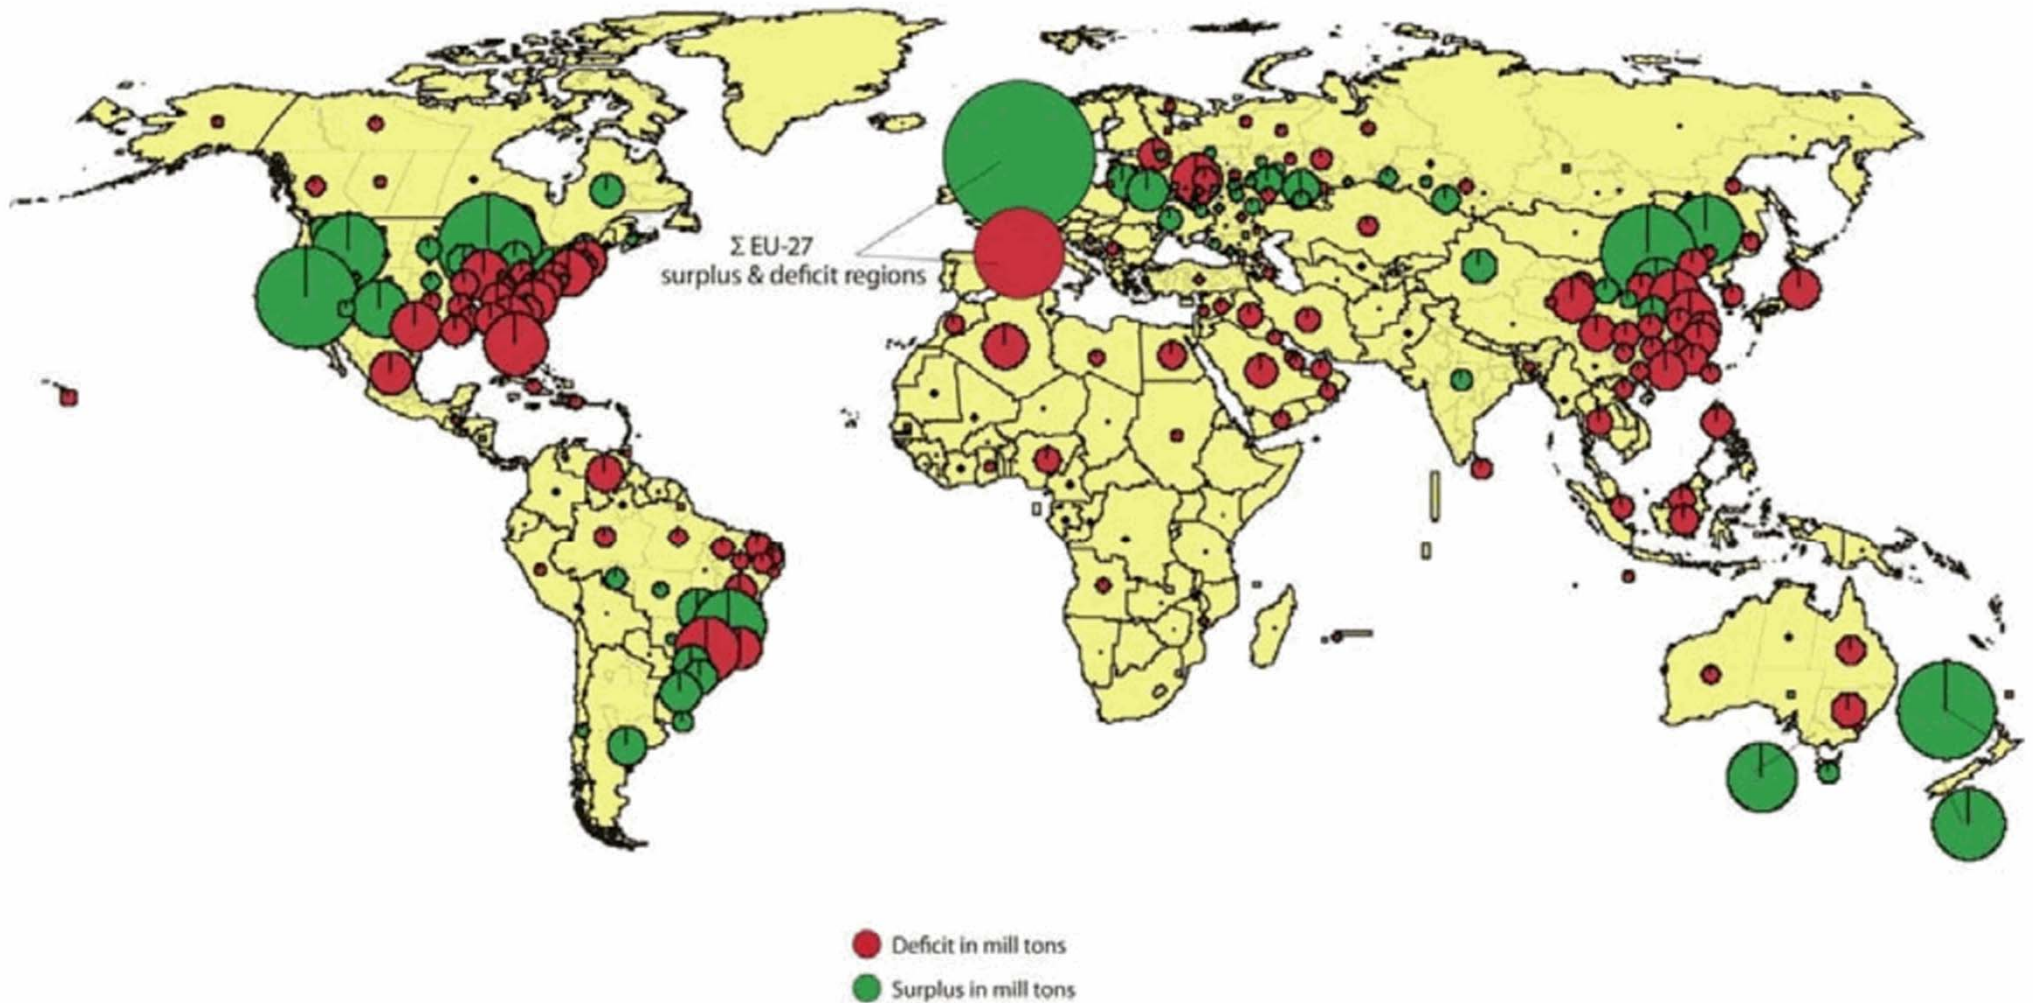 Σ EU-27
surplus & deficit regions
Deficit in mill tons
Surplus in mill tons